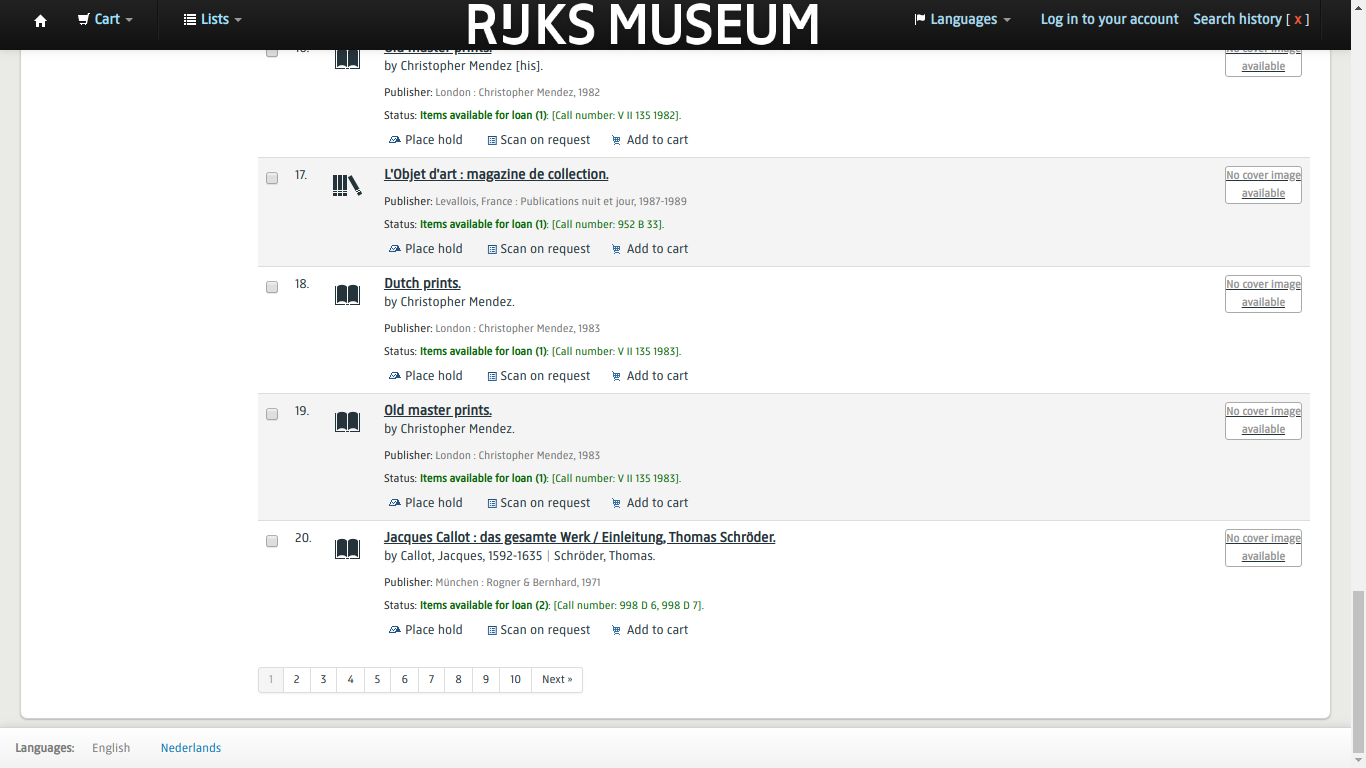 Cart
Lists
RIJKS MUSEUM
Languages
Log in to your account
Search history [ x ]
16.
Old master prints.
No cover image available
by Christopher Mendez [his].
Publisher: London : Christopher Mendez, 1982
Status: Items available for loan (1): [Call number: V II 135 1982].
Place hold Scan on request Add to cart
17.
L'Objet d'art : magazine de collection.
No cover image available
Publisher: Levallois, France : Publications nuit et jour, 1987-1989
Status: Items available for loan (1): [Call number: 952 B 33].
Place hold Scan on request Add to cart
18.
Dutch prints.
No cover image available
by Christopher Mendez.
Publisher: London : Christopher Mendez, 1983
Status: Items available for loan (1): [Call number: V II 135 1983].
Place hold Scan on request Add to cart
19.
Old master prints.
No cover image available
by Christopher Mendez.
Publisher: London : Christopher Mendez, 1983
Status: Items available for loan (1): [Call number: V II 135 1983].
Place hold Scan on request Add to cart
20.
Jacques Callot : das gesamte Werk / Einleitung, Thomas Schröder.
No cover image available
by Callot, Jacques, 1592-1635 | Schröder, Thomas.
Publisher: München : Rogner & Bernhard, 1971
Status: Items available for loan (2): [Call number: 998 D 6, 998 D 7].
Place hold Scan on request Add to cart
1 2 3 4 5 6 7 8 9 10 Next »
Languages: English Nederlands